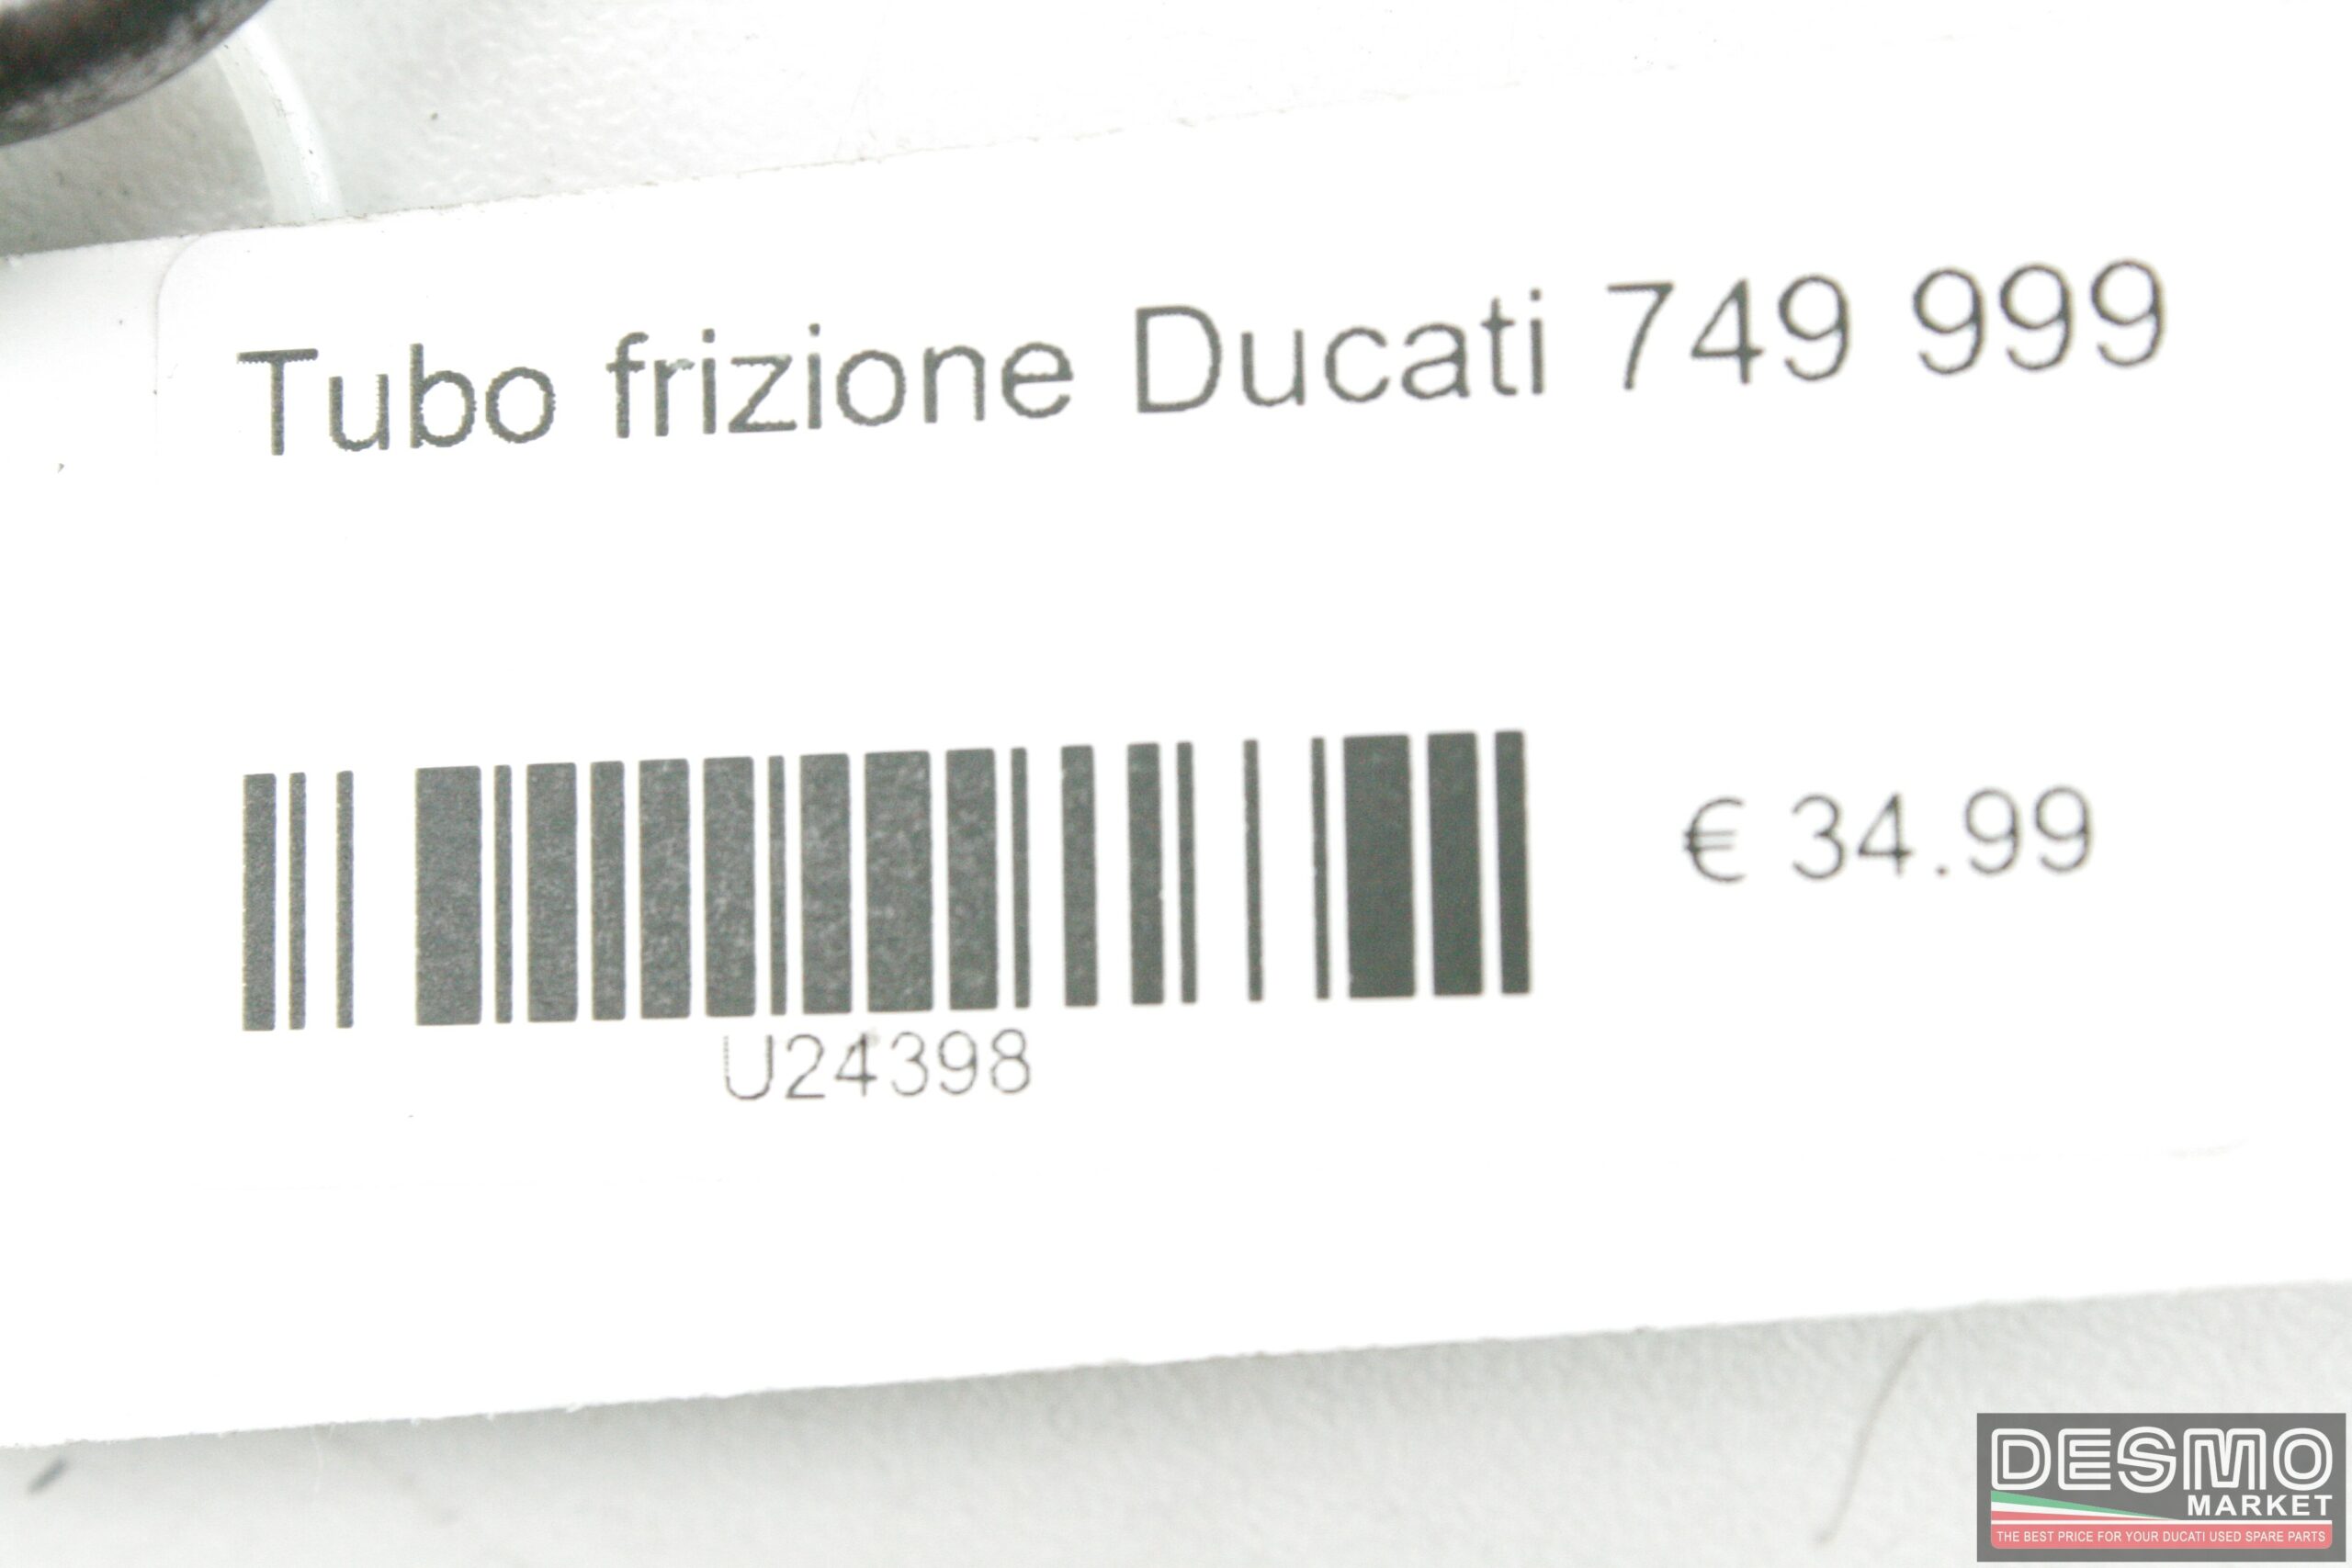 Tubo frizione Ducati 749 999
€ 34.99
U24398
DESMO
MARKET
THE BEST PRICE FOR YOUR DUCATI USED SPARE PARTS